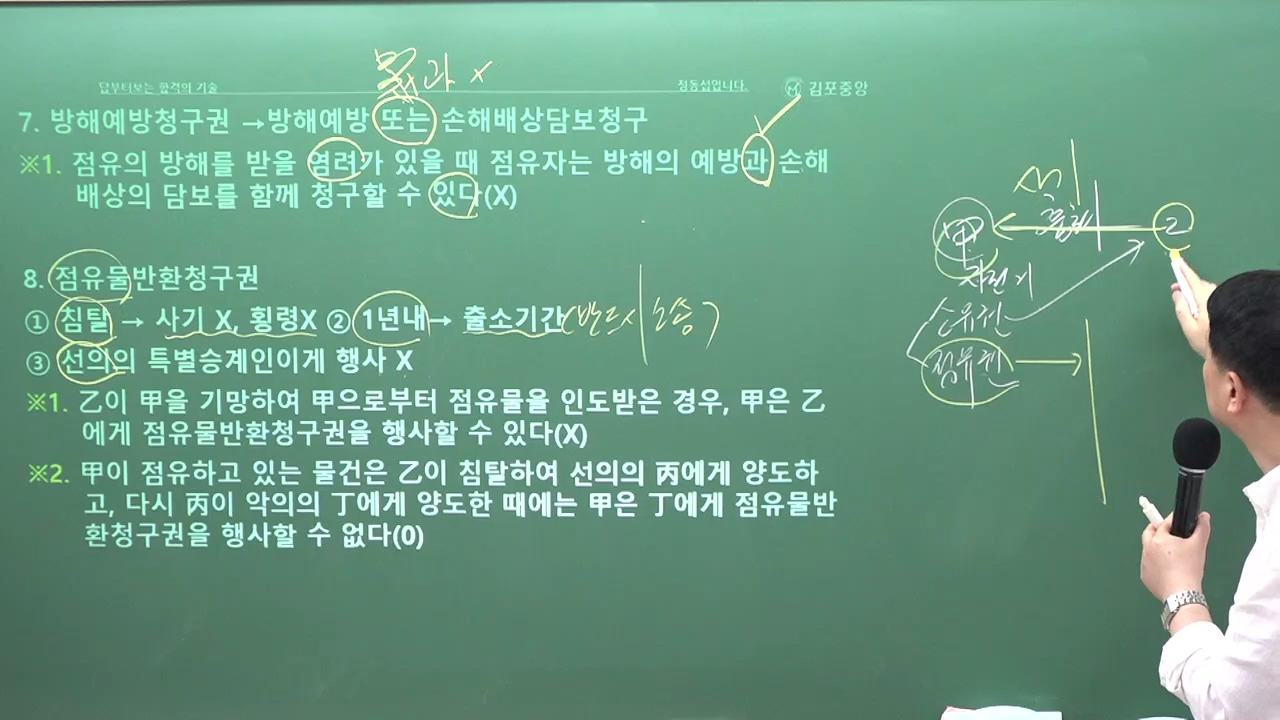 과 x
답부터보는 합격의 기술
정동섭입니다.
김포중앙
7. 방해예방청구권 →방해예방 또는 손해배상담보청구
※1. 점유의 방해를 받을 염려가 있을 때 점유자는 방해의 예방과 손해
배상의 담보를 함께 청구할 수 있다(X)
8. 점유물반환청구권
① 침탈 → 사기 X, 횡령X ② 1년내→ 출소기간(반드시 소송)
③ 선의의 특별승계인이게 행사 X
※1. 乙이 甲을 기망하여 甲으로부터 점유물을 인도받은 경우, 甲은 乙
에게 점유물반환청구권을 행사할 수 있다(X)
※2. 甲이 점유하고 있는 물건은 乙이 침탈하여 선의의 丙에게 양도하
고, 다시 丙이 악의의 丁에게 양도한 때에는 甲은 丁에게 점유물반
환청구권을 행사할 수 없다(0)
甲
乙
자전거
소유권
점유권